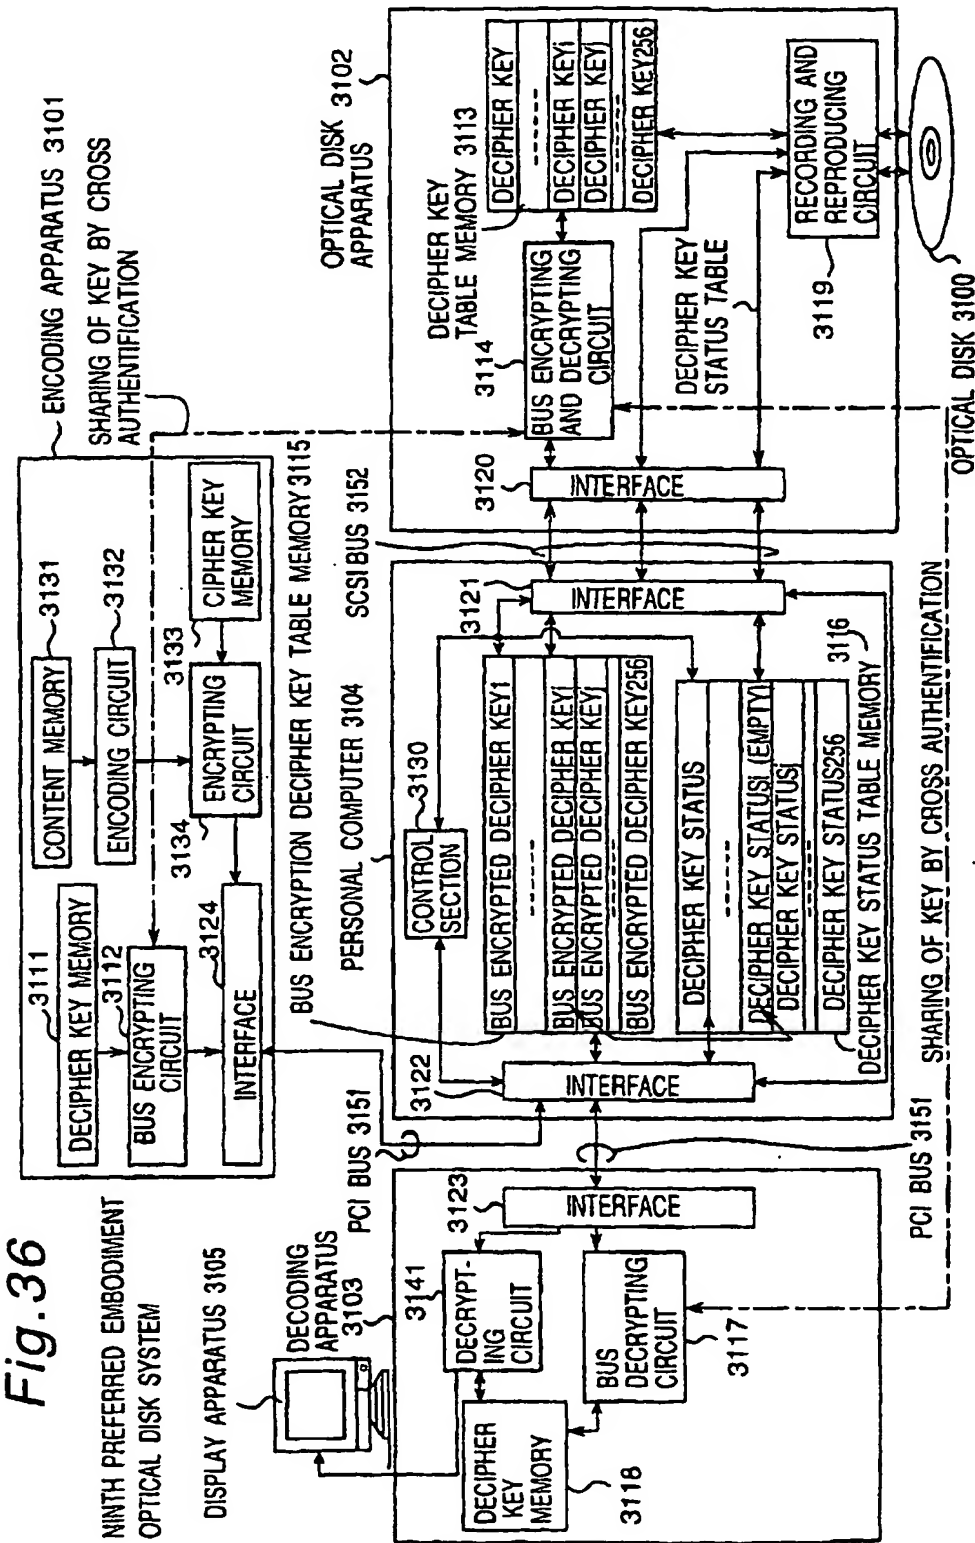 Fig.36
NINTH PREFERRED EMBODIMENT
OPTICAL DISK SYSTEM
DISPLAY APPARATUS 3105
DECODING
APPARATUS
3103
3141
DECRYPT-
ING
CIRCUIT
3123
INTERFACE
DECIPHER
KEY
MEMORY
3118
BUS
DECRYPTING
CIRCUIT
3117
PCI BUS 3151
PCI BUS 3151
ENCODING APPARATUS 3101
SHARING OF KEY BY CROSS
AUTHENTIFICATION
3111
DECIPHER KEY MEMORY
3112
BUS ENCRYPTING
CIRCUIT
3124
INTERFACE
3131
CONTENT MEMORY
3132
ENCODING CIRCUIT
3133
CIPHER KEY
MEMORY
3134
ENCRYPTING
CIRCUIT
BUS ENCRYPTION DECIPHER KEY TABLE MEMORY 3115
PERSONAL COMPUTER 3104
3130
CONTROL
SECTION
3122
INTERFACE
3121
INTERFACE
BUS ENCRYPTED DECIPHER KEY1
BUS ENCRYPTED DECIPHER KEYi
BUS ENCRYPTED DECIPHER KEYj
BUS ENCRYPTED DECIPHER KEY256
DECIPHER KEY STATUS
DECIPHER KEY STATUSi (EMPTY)
DECIPHER KEY STATUSj
DECIPHER KEY STATUS256
3116
DECIPHER KEY STATUS TABLE MEMORY
SHARING OF KEY BY CROSS AUTHENTIFICATION
SCSI BUS 3152
OPTICAL DISK
APPARATUS 3102
DECIPHER KEY
TABLE MEMORY 3113
DECIPHER KEY
DECIPHER KEYi
DECIPHER KEYj
DECIPHER KEY256
3114
BUS ENCRYPTING
AND DECRYPTING
CIRCUIT
3120
INTERFACE
DECIPHER KEY
STATUS TABLE
RECORDING AND
REPRODUCING
CIRCUIT
3119
OPTICAL DISK 3100